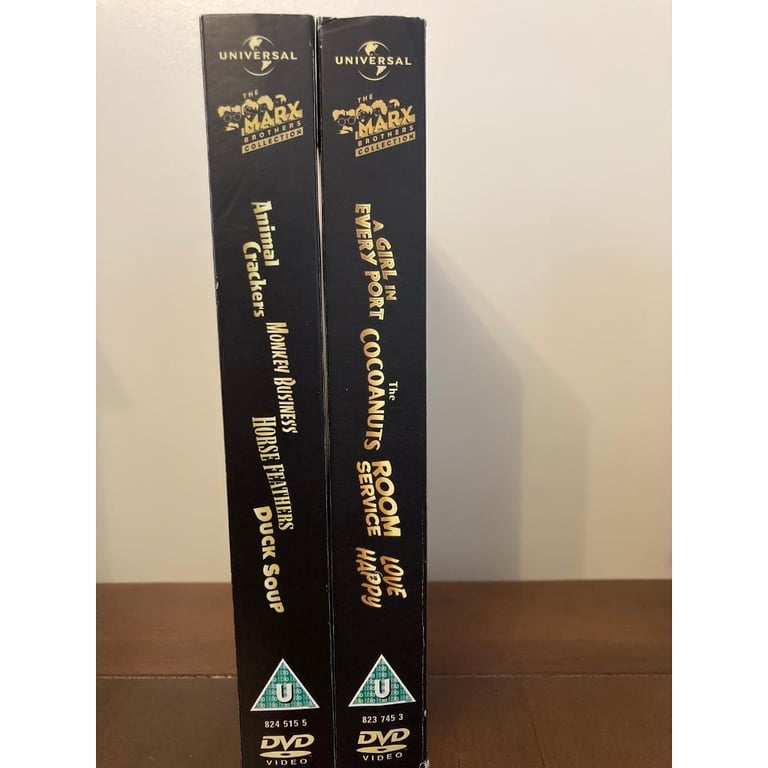 UNIVERSAL
THE
MARX
BROTHERS
COLLECTION
Animal
Crackers
MONKEY BUSINESS
HORSE FEATHERS
DUCK SOUP
U
824 515 5
DVD
VIDEO
UNIVERSAL
THE
MARX
BROTHERS
COLLECTION
A GIRL IN
EVERY PORT
The
COCOANUTS
ROOM
SERVICE
LOVE
HAPPY
U
823 745 3
DVD
VIDEO